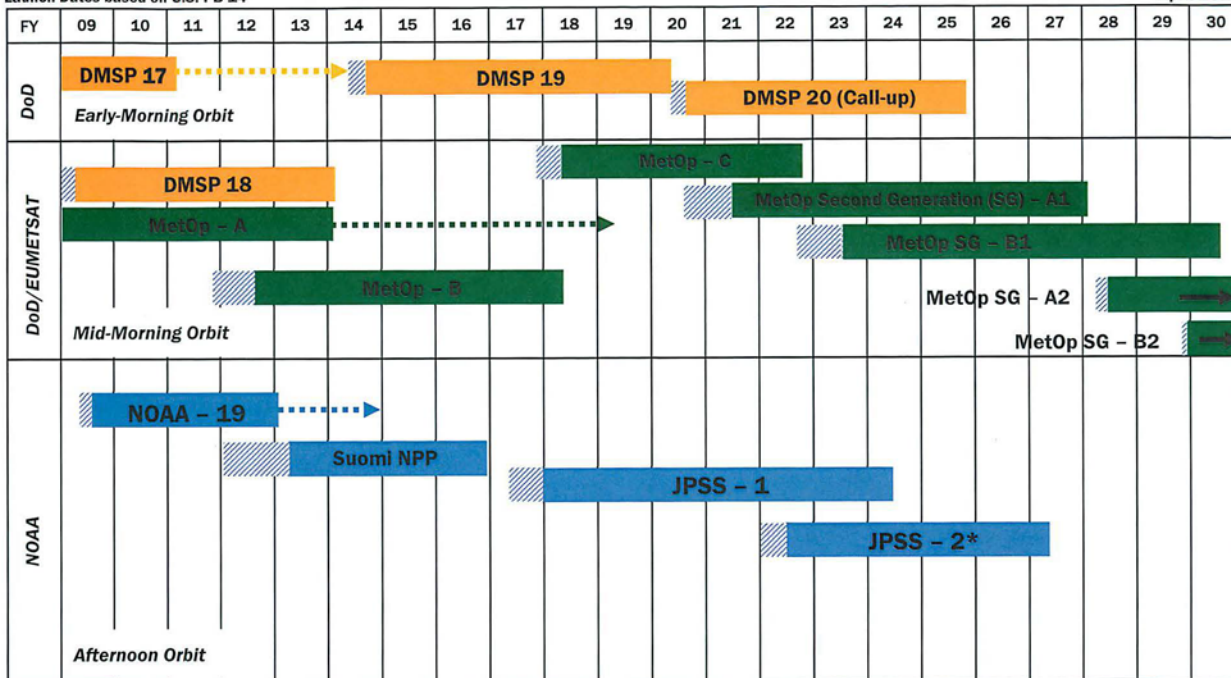 FY 09 10 11 12 13 14 15 16 17 18 19 20 21 22 23 24 25 26 27 28 29 30
DoD
DMSP 17
DMSP 19
DMSP 20 (Call-up)
Early-Morning Orbit
DoD/EUMETSAT
MetOp – C
DMSP 18
MetOp Second Generation (SG) – A1
MetOp – A
MetOp SG – B1
MetOp – B
MetOp SG – A2
Mid-Morning Orbit
MetOp SG – B2
NOAA
NOAA – 19
Suomi NPP
JPSS – 1
JPSS – 2*
Afternoon Orbit